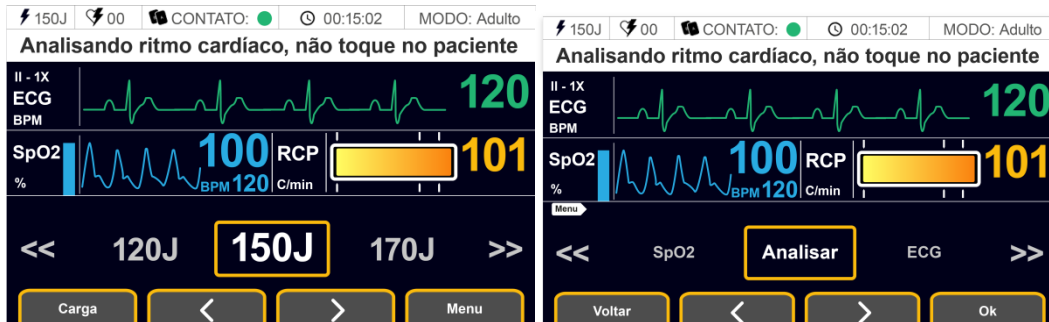 150J 00 CONTATO: 00:15:02 MODO: Adulto
Analisando ritmo cardíaco, não toque no paciente
II - 1X
ECG
BPM
120
SpO2
%
100
BPM 120
RCP
C/min
101
<< 120J 150J 170J >>
Carga < > Menu
150J 00 CONTATO: 00:15:02 MODO: Adulto
Analisando ritmo cardíaco, não toque no paciente
II - 1X
ECG
BPM
120
SpO2
%
100
BPM 120
RCP
C/min
101
Menu
<< SpO2 Analisar ECG >>
Voltar < > Ok